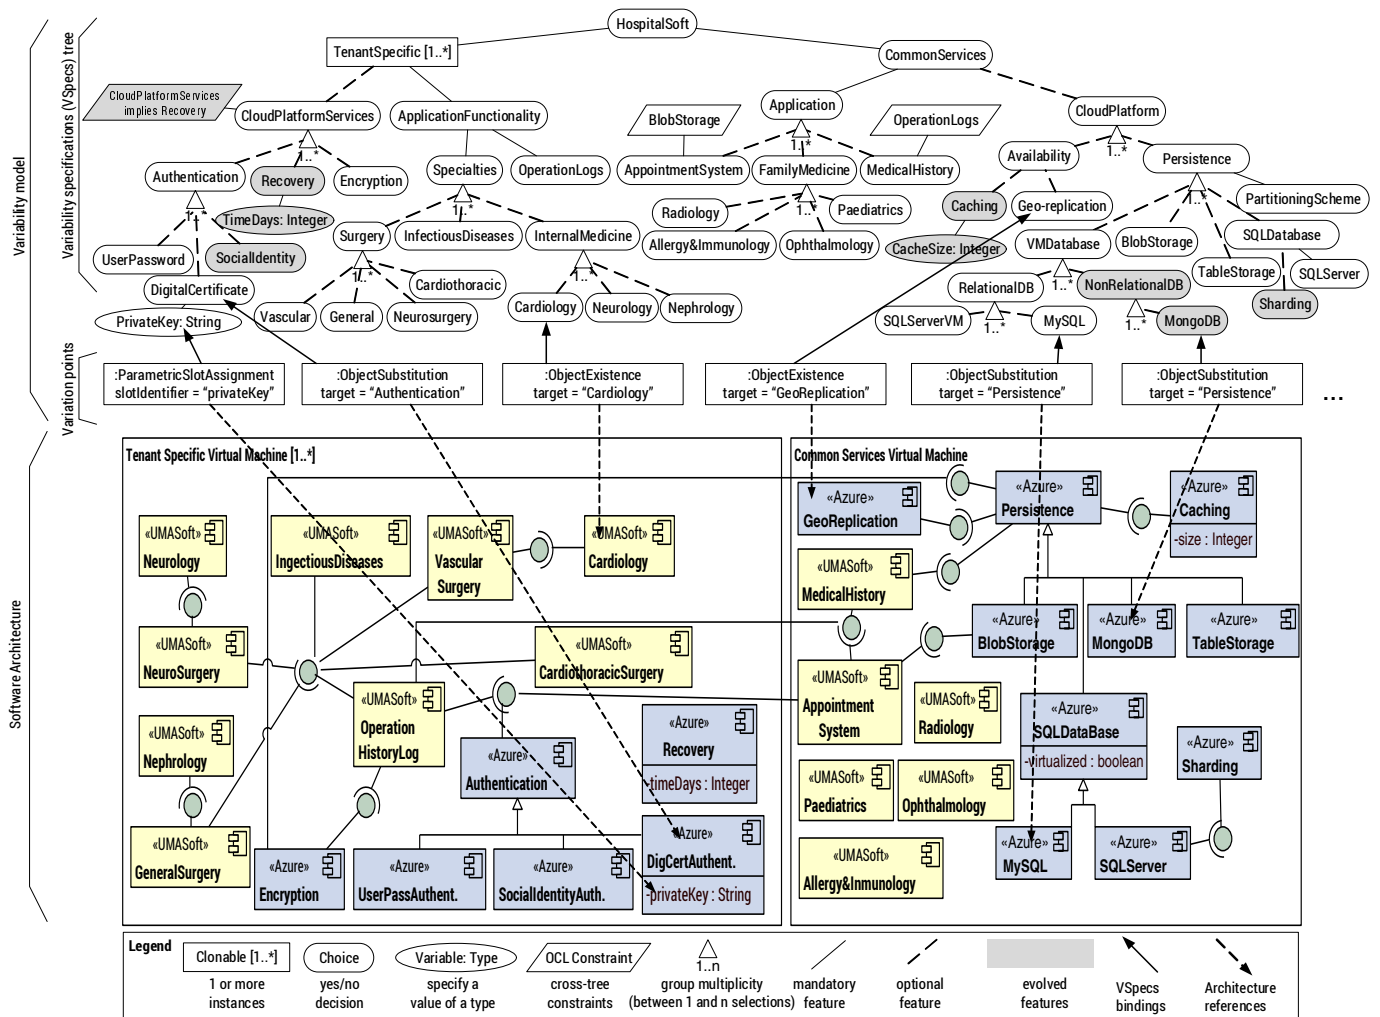 HospitalSoft
TenantSpecific [1..*]
CommonServices
CloudPlatformServices
implies Recovery
CloudPlatformServices
1..*
ApplicationFunctionality
BlobStorage
Application
1..*
OperationLogs
CloudPlatform
1..*
Authentication
1..*
Recovery
Encryption
Specialties
1..*
OperationLogs
AppointmentSystem
FamilyMedicine
1..*
MedicalHistory
Availability
Persistence
1..*
TimeDays: Integer
UserPassword
SocialIdentity
DigitalCertificate
PrivateKey: String
Surgery
1..*
InfectiousDiseases
InternalMedicine
1..*
Cardiothoracic
Vascular
General
Neurosurgery
Cardiology
Neurology
Nephrology
Radiology
Paediatrics
Allergy&Immunology
Ophthalmology
Caching
Geo-replication
CacheSize: Integer
PartitioningScheme
VMDatabase
1..*
BlobStorage
SQLDatabase
TableStorage
SQLServer
Sharding
RelationalDB
1..*
NonRelationalDB
1..*
SQLServerVM
MySQL
MongoDB
Variability model
Variability specifications (VSpecs) tree
Variation points
Software Architecture
:ParametricSlotAssignment
slotIdentifier = “privateKey”
:ObjectSubstitution
target = “Authentication”
:ObjectExistence
target = “Cardiology”
:ObjectExistence
target = “GeoReplication”
:ObjectSubstitution
target= “Persistence”
:ObjectSubstitution
target = “Persistence”
...
Tenant Specific Virtual Machine [1..*]
«UMASoft»
Neurology
«UMASoft»
IngectiousDiseases
«UMASoft»
Vascular
Surgery
«UMASoft»
Cardiology
«UMASoft»
NeuroSurgery
«UMASoft»
CardiothoracicSurgery
«UMASoft»
Operation
HistoryLog
«UMASoft»
Nephrology
«UMASoft»
GeneralSurgery
«Azure»
Authentication
«Azure»
Recovery
-timeDays : Integer
«Azure»
Encryption
«Azure»
UserPassAuthent.
«Azure»
SocialIdentityAuth.
«Azure»
DigCertAuthent.
-privateKey : String
Common Services Virtual Machine
«Azure»
GeoReplication
«Azure»
Persistence
«Azure»
Caching
-size : Integer
«UMASoft»
MedicalHistory
«Azure»
BlobStorage
«Azure»
MongoDB
«Azure»
TableStorage
«UMASoft»
Appointment
System
«UMASoft»
Radiology
«Azure»
SQLDataBase
-virtualized : boolean
«Azure»
Sharding
«UMASoft»
Paediatrics
«UMASoft»
Ophthalmology
«Azure»
MySQL
«Azure»
SQLServer
«UMASoft»
Allergy&Inmunology
Legend
Clonable [1..*]
1 or more
instances
Choice
yes/no
decision
Variable: Type
specify a
value of a type
OCL Constraint
cross-tree
constraints
1..n
group multiplicity
(between 1 and n selections)
mandatory
feature
optional
feature
evolved
features
VSpecs
bindings
Architecture
references